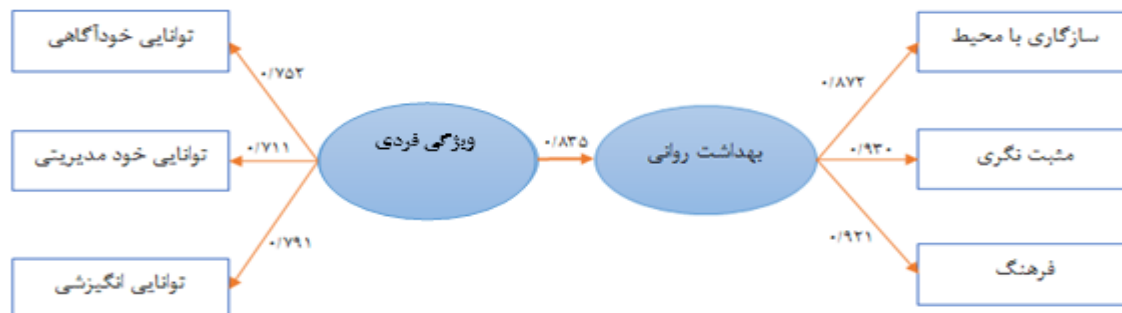 توانایی خودآگاهی
توانایی خود مدیریتی
توانایی انگیزشی
۰/۷۵۲
۰/۷۱۱
۰/۷۹۱
ویژگی فردی
۰/۸۳۵
بهداشت روانی
۰/۸۷۲
۰/۹۳۰
۰/۹۲۱
سازگاری با محیط
مثبت نگری
فرهنگ